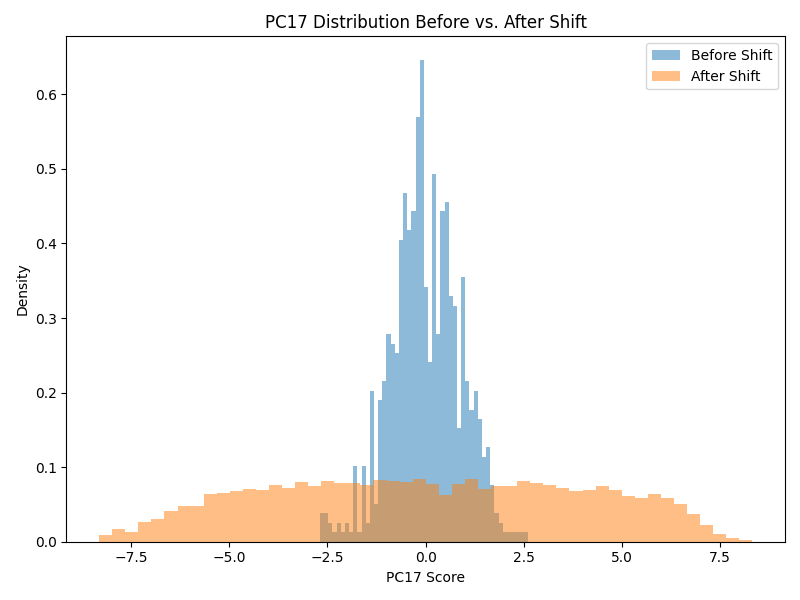 PC17 Distribution Before vs. After Shift
Before Shift
After Shift
Density
0.6
0.5
0.4
0.3
0.2
0.1
0.0
−7.5
−5.0
−2.5
0.0
2.5
5.0
7.5
PC17 Score